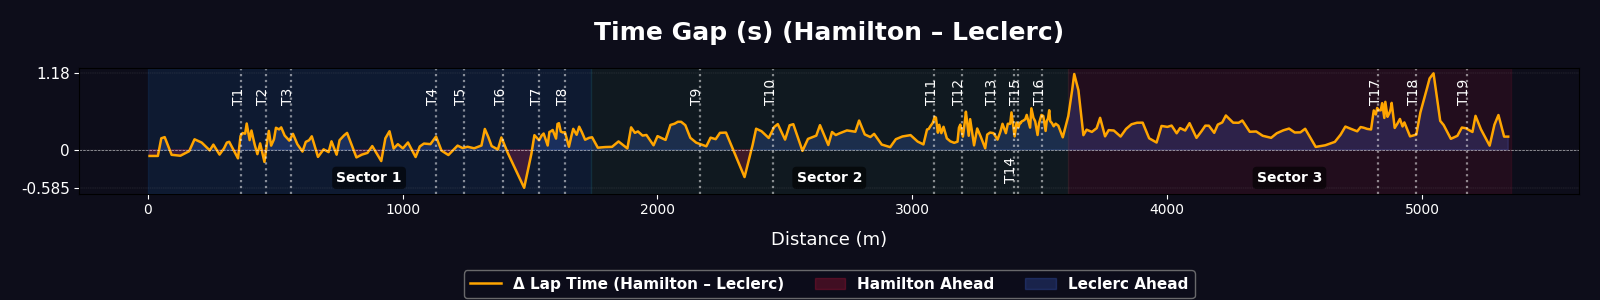 Time Gap (s) (Hamilton – Leclerc)
1.18
0
-0.585
T1
T2
T3
T4
T5
T6
T7
T8
T9
T10
T11
T12
T13
T14
T15
T16
T17
T18
T19
Sector 1
Sector 2
Sector 3
0 1000 2000 3000 4000 5000
Distance (m)
Δ Lap Time (Hamilton – Leclerc) Hamilton Ahead Leclerc Ahead